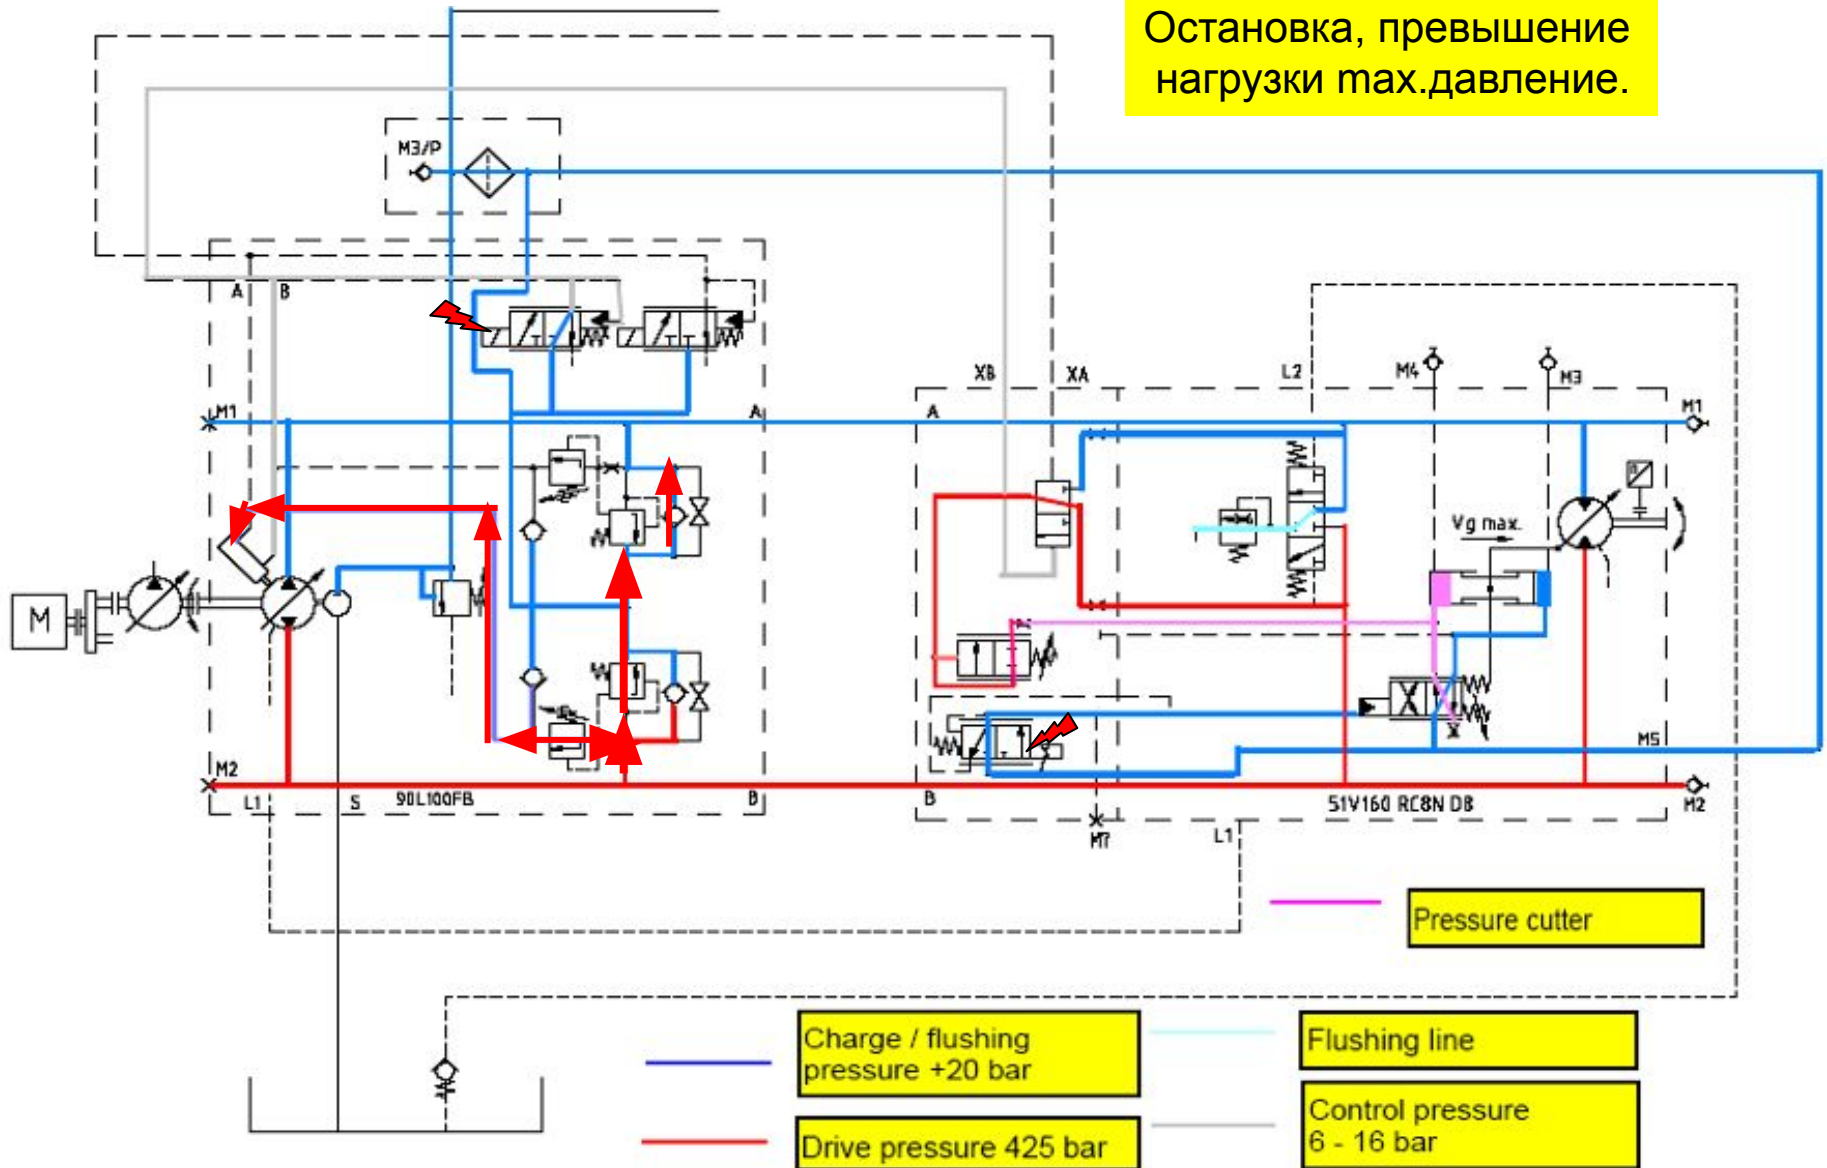 Остановка, превышение
нагрузки max.давление.
M3/P
A
B
XB
XA
L2
M4
M3
M1
A
A
M1
n
Vg max.
M
M2
L1
S
90L100FB
B
B
M5
51V160 RC8N D8
M2
M7
L1
Pressure cutter
Charge / flushing
pressure +20 bar
Flushing line
Drive pressure 425 bar
Control pressure
6 - 16 bar